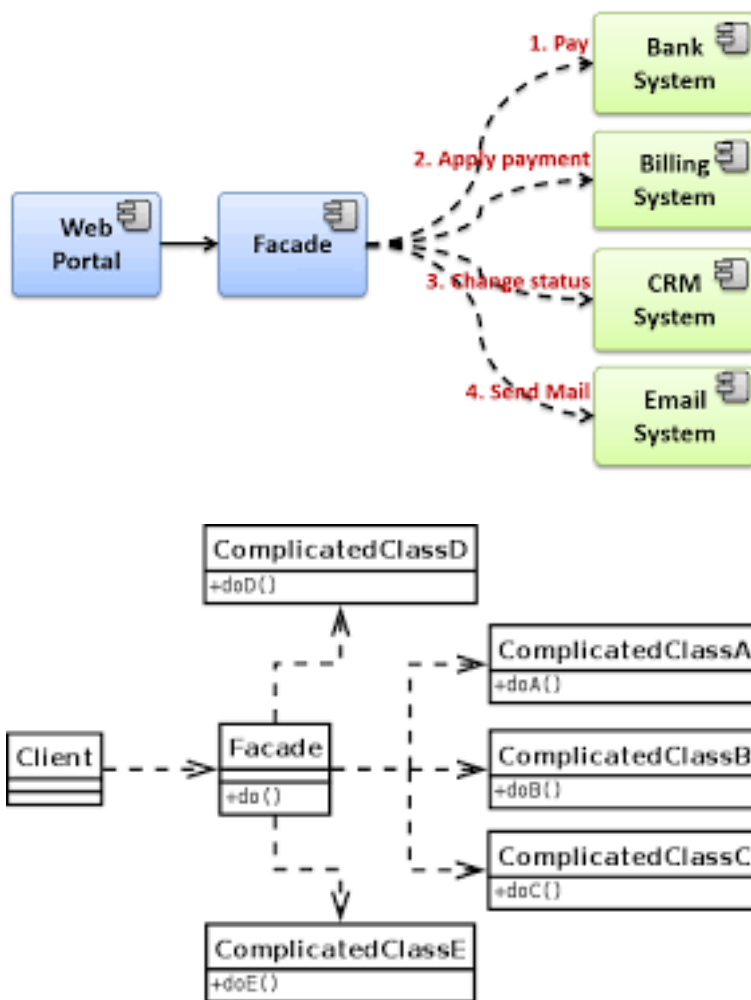 1. Pay
Bank
System
2. Apply payment
Billing
System
Web
Portal
Facade
3. Change status
CRM
System
4. Send Mail
Email
System
ComplicatedClassD
+doD()
ComplicatedClassA
+doA()
Client
Facade
+do()
ComplicatedClassB
+doB()
ComplicatedClassC
+doC()
ComplicatedClassE
+doE()